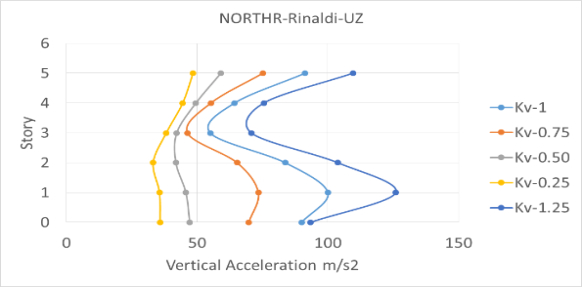 NORTHR-Rinaldi-UZ
6
5
4
3
2
1
0
Story
0 50 100 150
Vertical Acceleration m/s2
Kv-1
Kv-0.75
Kv-0.50
Kv-0.25
Kv-1.25